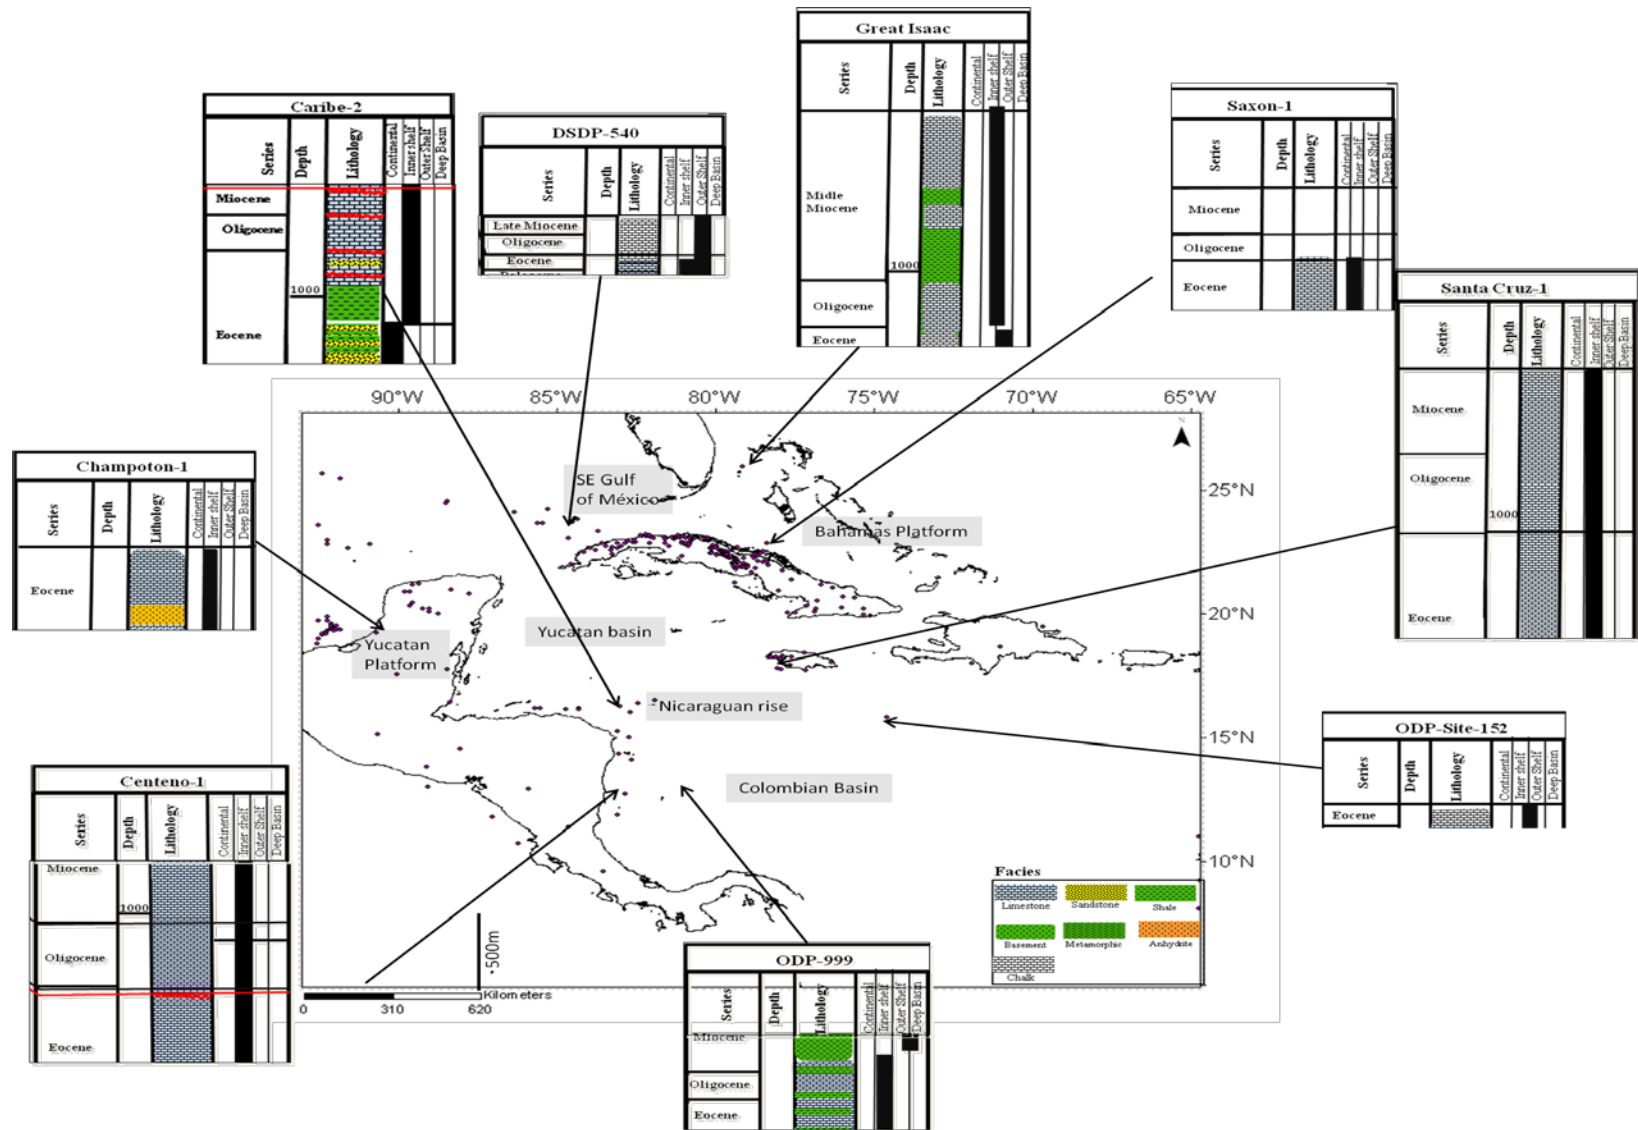 Great Isaac
Series
Depth
Lithology
Continental
Inner shelf
Outer Shelf
Deep Basin
Midle
Miocene
1000
Oligocene
Eocene
Caribe-2
Series
Depth
Lithology
Continental
Inner shelf
Outer Shelf
Deep Basin
Miocene
Oligocene
1000
Eocene
DSDP-540
Series
Depth
Lithology
Continental
Inner shelf
Outer Shelf
Deep Basin
Late Miocene
Oligocene
Eocene
Saxon-1
Series
Depth
Lithology
Continental
Inner shelf
Outer Shelf
Deep Basin
Miocene
Oligocene
Eocene
Santa Cruz-1
Series
Depth
Lithology
Continental
Inner shelf
Outer Shelf
Deep Basin
Miocene
Oligocene
1000
Eocene
Champoton-1
Series
Depth
Lithology
Continental
Inner shelf
Outer Shelf
Deep Basin
Eocene
90°W 85°W 80°W 75°W 70°W 65°W
25°N
20°N
15°N
10°N
SE Gulf
of México
Bahamas Platform
Yucatan basin
Yucatan
Platform
Nicaraguan rise
Colombian Basin
ODP-Site-152
Series
Depth
Lithology
Continental
Inner shelf
Outer Shelf
Deep Basin
Eocene
Centeno-1
Series
Depth
Lithology
Continental
Inner shelf
Outer Shelf
Deep Basin
Miocene
1000
Oligocene
Eocene
500m
Kilometers
0 310 620
Facies
Limestone Sandstone Shale
Basement Metamorphic Anhydrite
Chalk
ODP-999
Series
Depth
Lithology
Continental
Inner shelf
Outer Shelf
Deep Basin
Miocene
Oligocene
Eocene